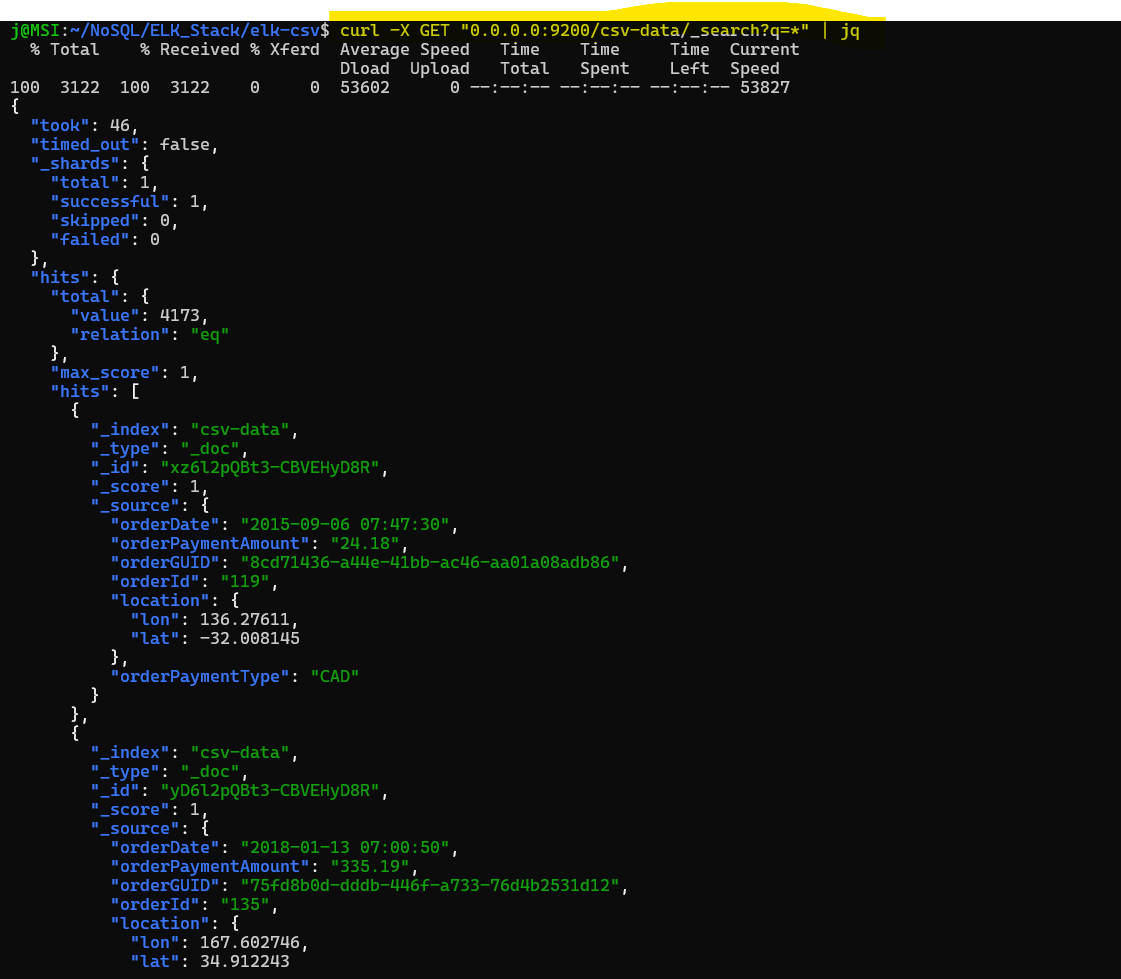 j@MSI:~/NoSQL/ELK_Stack/elk-csv$ curl -X GET "0.0.0.0:9200/csv-data/_search?q=*" | jq
  % Total    % Received % Xferd  Average Speed   Time    Time     Time  Current
                                 Dload  Upload   Total   Spent    Left  Speed
100  3122  100  3122    0     0  53602      0 --:--:-- --:--:-- --:--:-- 53827
{
  "took": 46,
  "timed_out": false,
  "_shards": {
    "total": 1,
    "successful": 1,
    "skipped": 0,
    "failed": 0
  },
  "hits": {
    "total": {
      "value": 4173,
      "relation": "eq"
    },
    "max_score": 1,
    "hits": [
      {
        "_index": "csv-data",
        "_type": "_doc",
        "_id": "xz6l2pQBt3-CBVEHyD8R",
        "_score": 1,
        "_source": {
          "orderDate": "2015-09-06 07:47:30",
          "orderPaymentAmount": "24.18",
          "orderGUID": "8cd71436-a44e-41bb-ac46-aa01a08adb86",
          "orderId": "119",
          "location": {
            "lon": 136.27611,
            "lat": -32.008145
          },
          "orderPaymentType": "CAD"
        }
      },
      {
        "_index": "csv-data",
        "_type": "_doc",
        "_id": "yD6l2pQBt3-CBVEHyD8R",
        "_score": 1,
        "_source": {
          "orderDate": "2018-01-13 07:00:50",
          "orderPaymentAmount": "335.19",
          "orderGUID": "75fd8b0d-dddb-446f-a733-76d4b2531d12",
          "orderId": "135",
          "location": {
            "lon": 167.602746,
            "lat": 34.912243